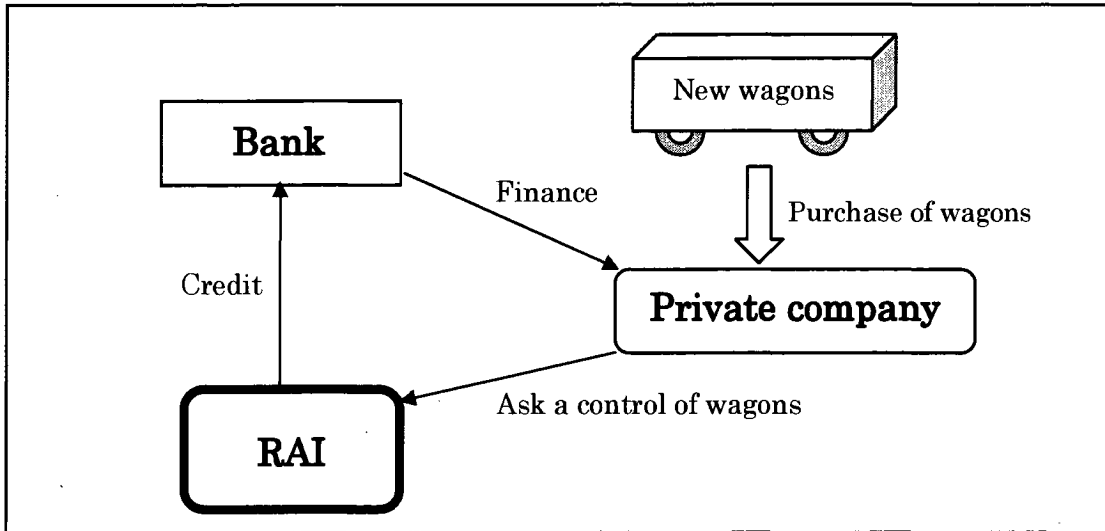 New wagons
Bank
Finance
Purchase of wagons
Credit
Private company
Ask a control of wagons
RAI